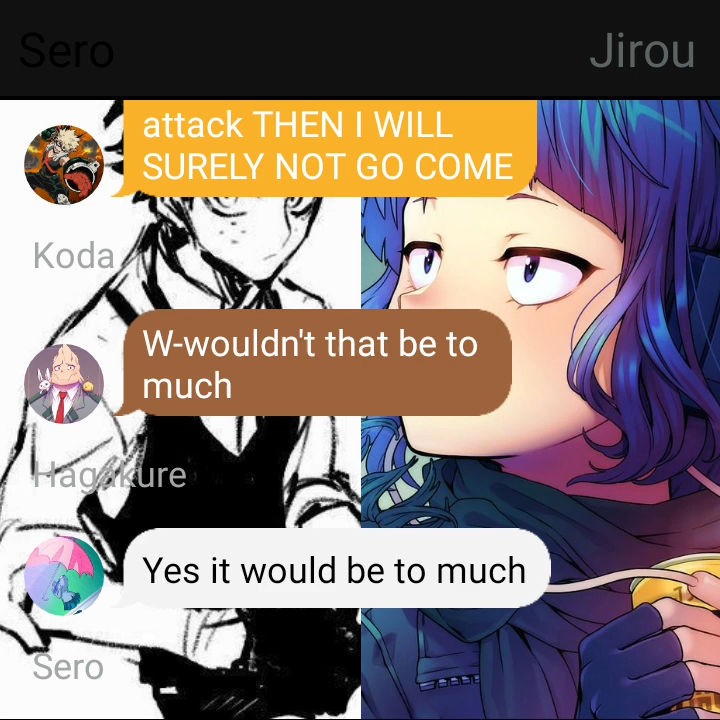 Sero
Jirou
attack THEN I WILL
SURELY NOT GO COME
Koda
W-wouldn't that be to
much
Hagakure
Yes it would be to much
Sero